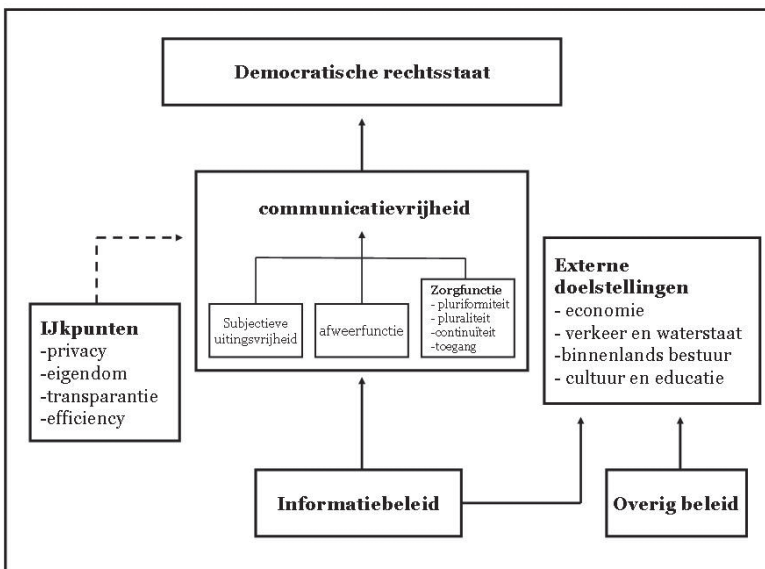 Democratische rechtsstaat
communicatievrijheid
Subjectieve
uitingsvrijheid
afweerfunctie
Zorgfunctie
- pluriformiteit
- pluraliteit
-continuïteit
-toegang
IJkpunten
-privacy
-eigendom
-transparantie
-efficiency
Externe
doelstellingen
- economie
- verkeer en waterstaat
-binnenlands bestuur
- cultuur en educatie
Informatiebeleid
Overig beleid